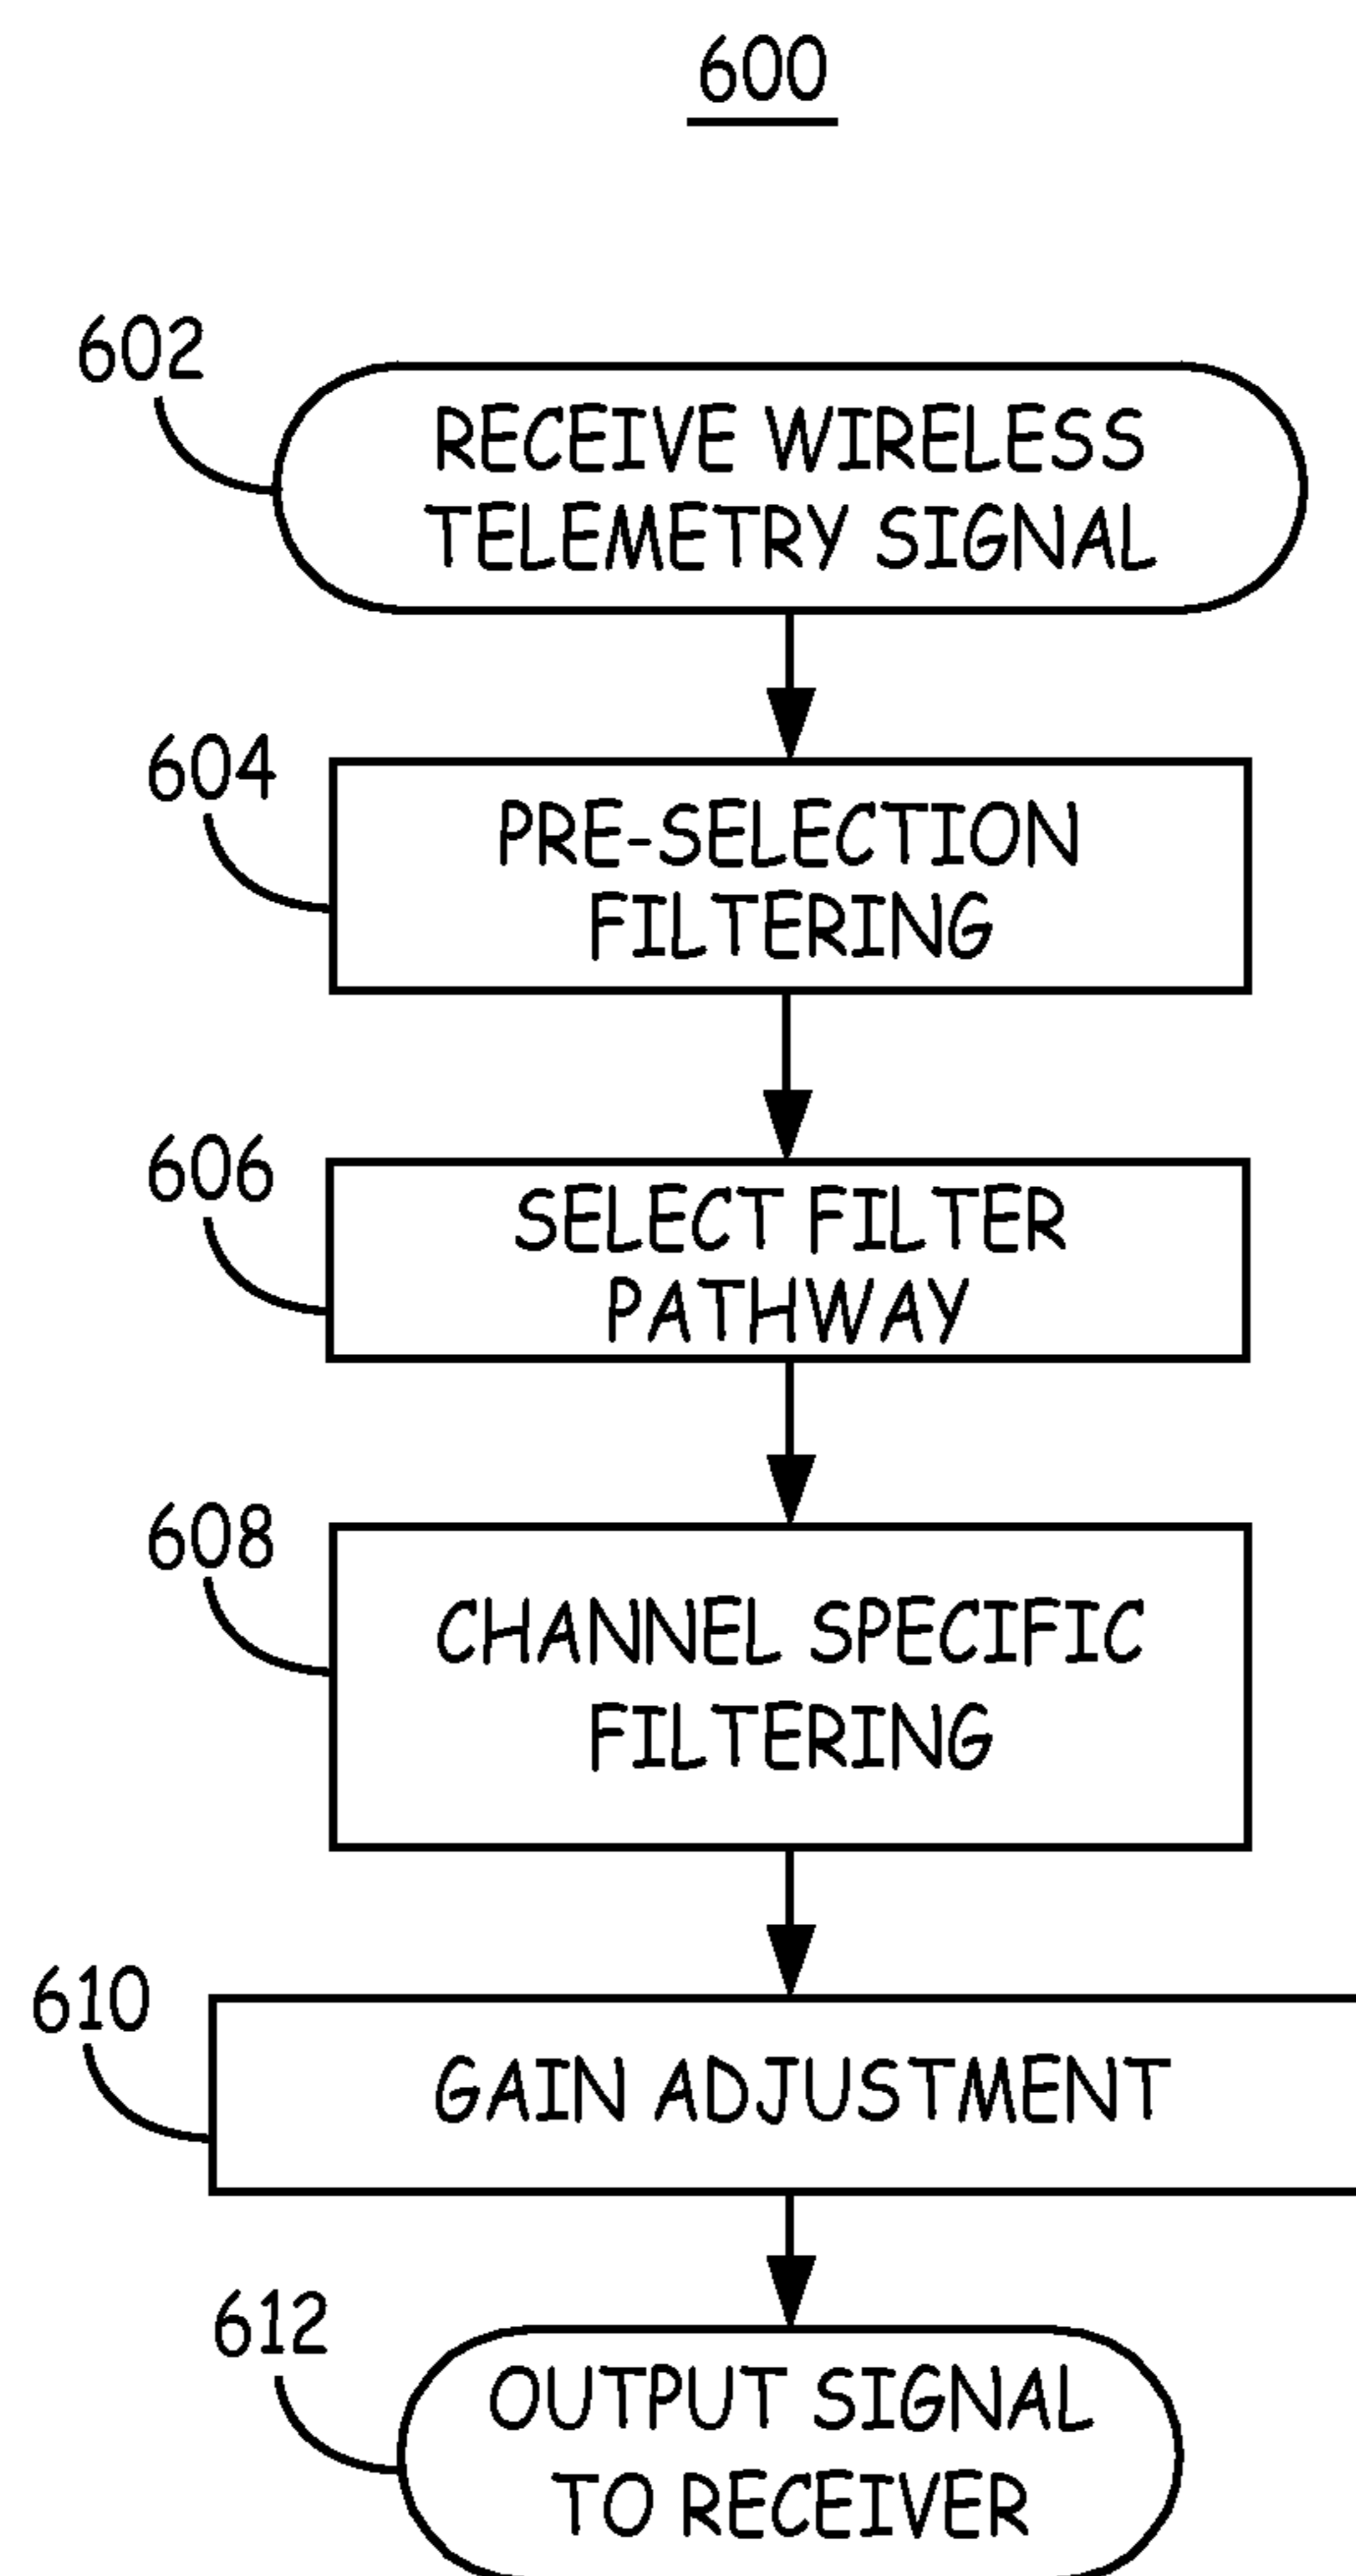 600
602
RECEIVE WIRELESS
TELEMETRY SIGNAL
604
PRE-SELECTION
FILTERING
606
SELECT FILTER
PATHWAY
608
CHANNEL SPECIFIC
FILTERING
610
GAIN ADJUSTMENT
612
OUTPUT SIGNAL
TO RECEIVER